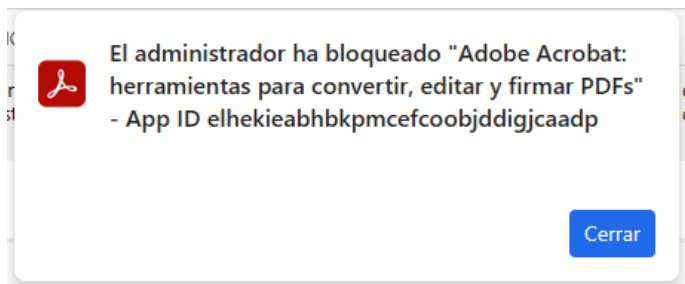 El administrador ha bloqueado "Adobe Acrobat:
herramientas para convertir, editar y firmar PDFs"
- App ID elhekieabhbkpmcefcoobjddigjcaadp
Cerrar